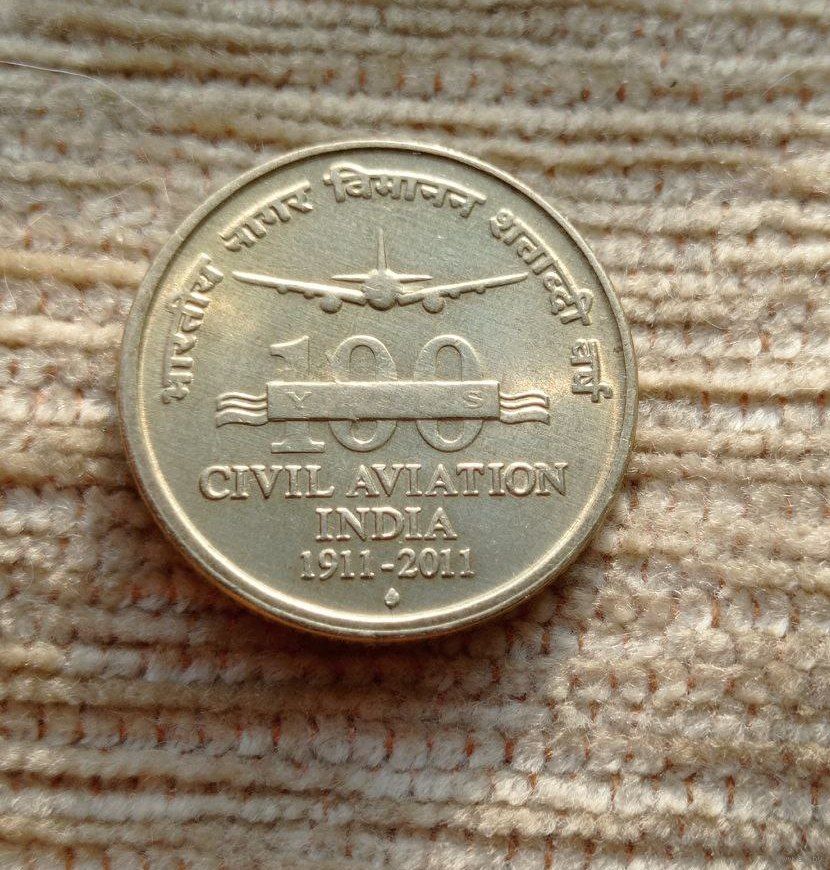 भारतीय नागर विमानन शताब्दी वर्ष
100
CIVIL AVIATION
INDIA
1911-2011